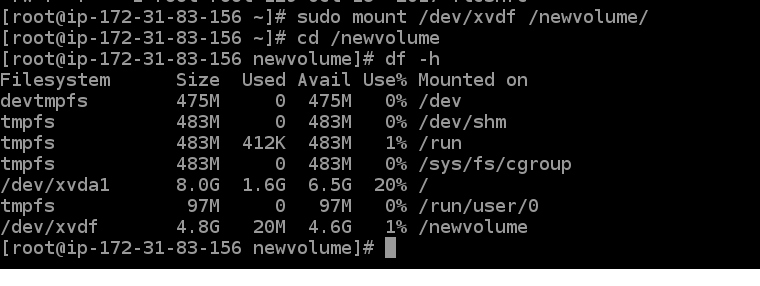 [root@ip-172-31-83-156 ~]# sudo mount /dev/xvdf /newvolume/
[root@ip-172-31-83-156 ~]# cd /newvolume
[root@ip-172-31-83-156 newvolume]# df -h
Filesystem      Size  Used Avail Use% Mounted on
devtmpfs        475M     0  475M   0% /dev
tmpfs           483M     0  483M   0% /dev/shm
tmpfs           483M  412K  483M   1% /run
tmpfs           483M     0  483M   0% /sys/fs/cgroup
/dev/xvda1      8.0G  1.6G  6.5G  20% /
tmpfs            97M     0   97M   0% /run/user/0
/dev/xvdf       4.8G   20M  4.6G   1% /newvolume
[root@ip-172-31-83-156 newvolume]#